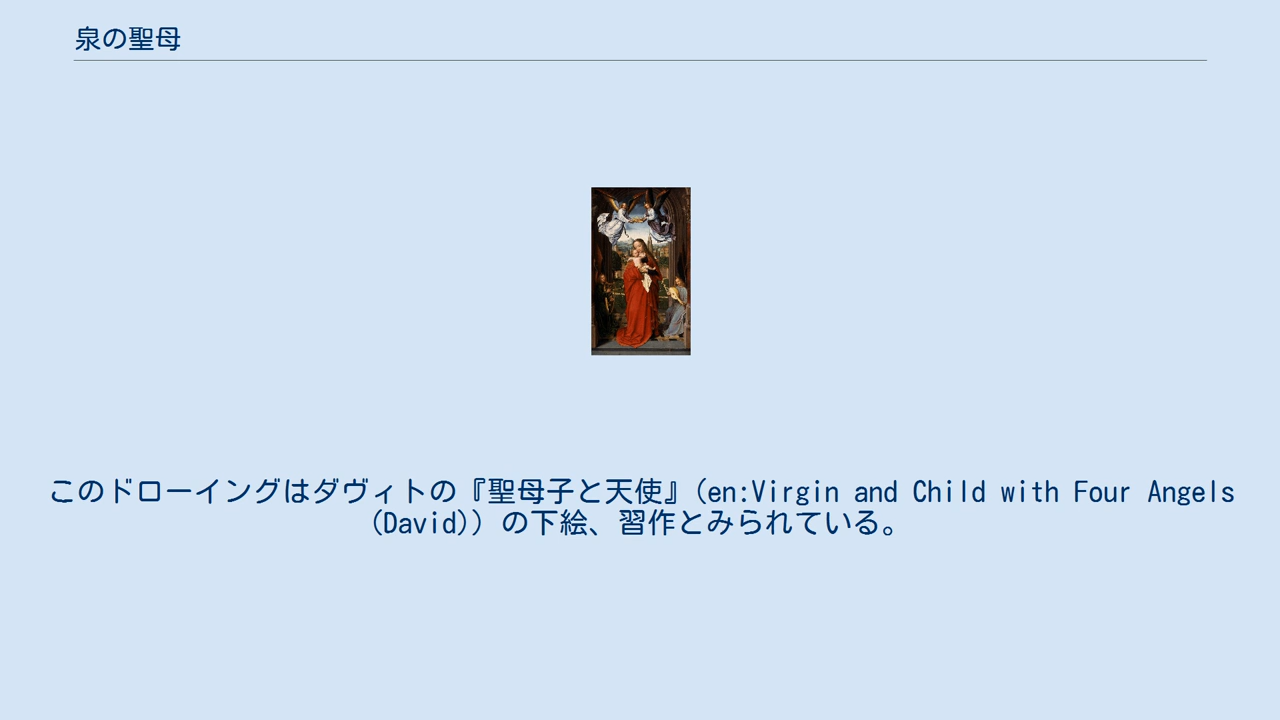 泉の聖母
このドローイングはダヴィトの『聖母子と天使』(en:Virgin and Child with Four Angels
(David)) の下絵、習作とみられている。